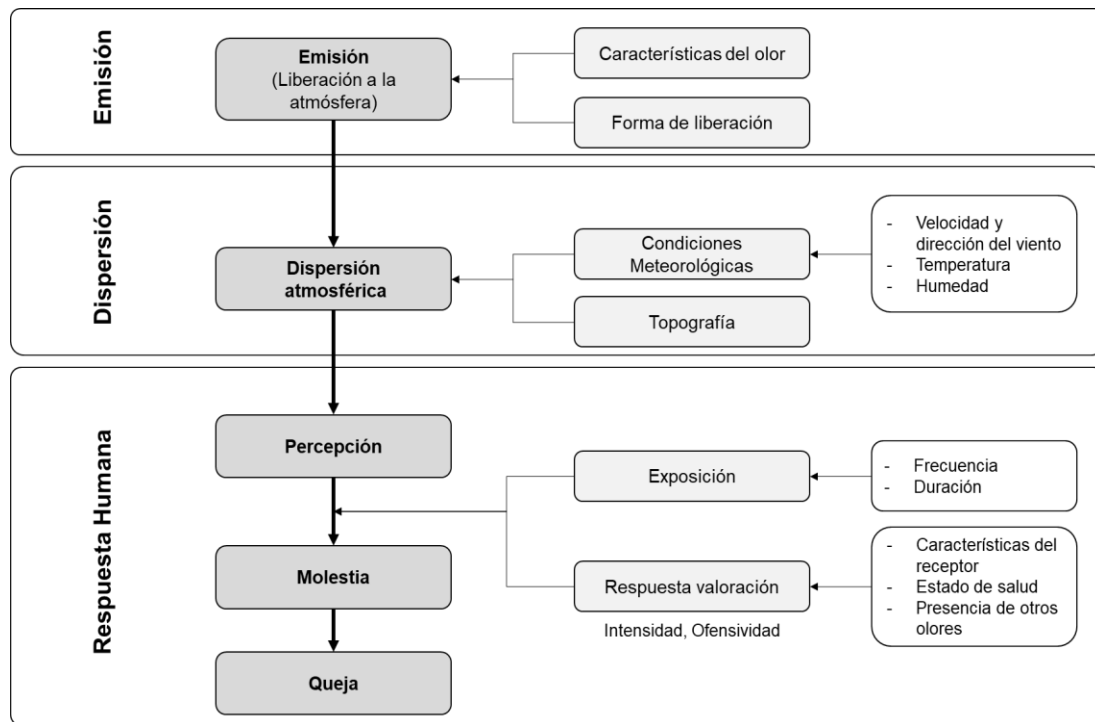 Emisión
Emisión
(Liberación a la
atmósfera)
Características del olor
Forma de liberación
Dispersión
Dispersión
atmosférica
Condiciones
Meteorológicas
Topografía
- Velocidad y
dirección del viento
- Temperatura
- Humedad
Respuesta Humana
Percepción
Molestia
Queja
Exposición
- Frecuencia
- Duración
Respuesta valoración
Intensidad, Ofensividad
- Características del
receptor
- Estado de salud
- Presencia de otros
olores